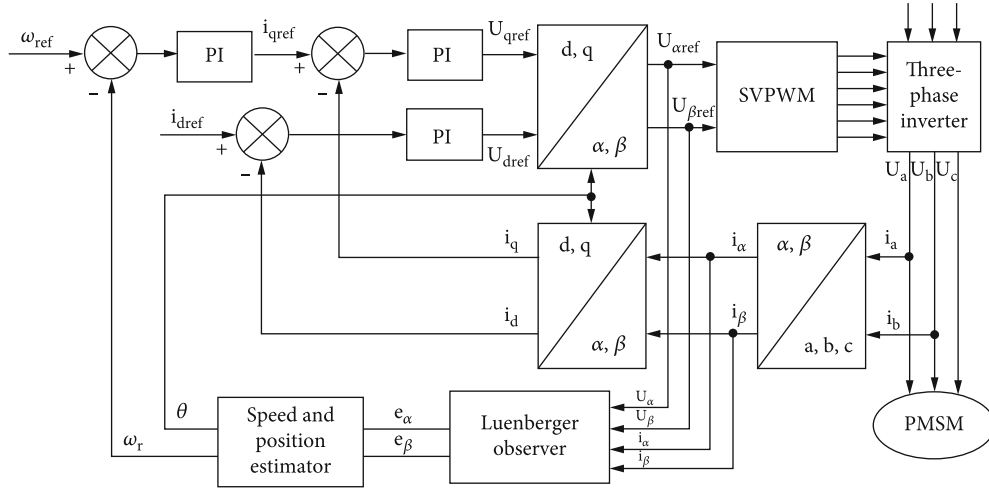 ω_ref
+
−
PI
i_qref
+
−
PI
U_qref
d, q
α, β
U_αref
U_βref
SVPWM
Three-
phase
inverter
i_dref
+
−
PI
U_dref
U_a
U_b
U_c
i_q
i_d
d, q
α, β
i_α
i_β
α, β
a, b, c
i_a
i_b
θ
ω_r
Speed and
position
estimator
e_α
e_β
Luenberger
observer
U_α
U_β
i_α
i_β
PMSM